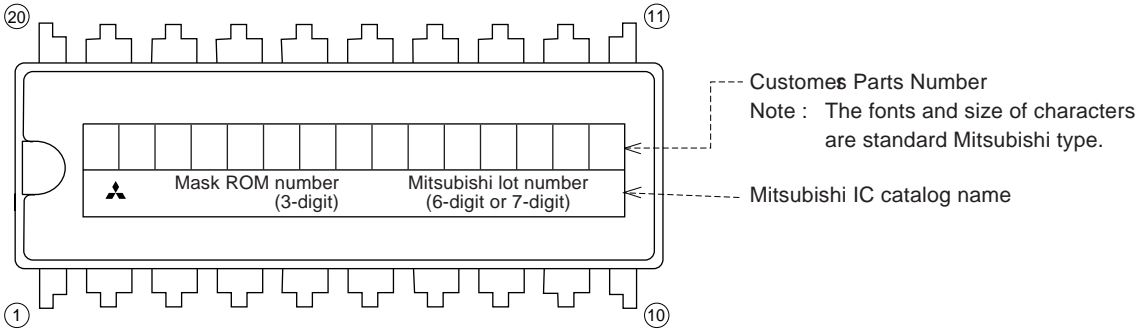 20
11
Customer's Parts Number
Note : The fonts and size of characters
are standard Mitsubishi type.
Mask ROM number
(3-digit)
Mitsubishi lot number
(6-digit or 7-digit)
Mitsubishi IC catalog name
1
10